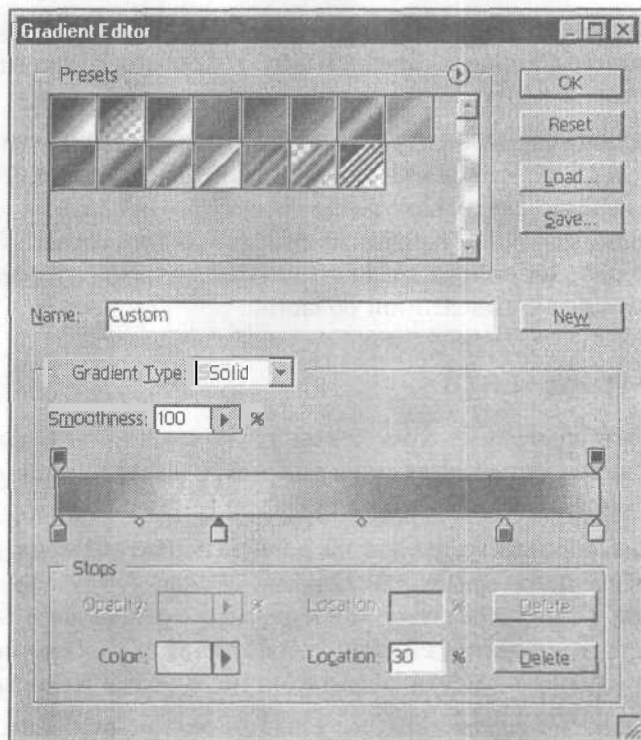 Gradient Editor
Presets
OK
Reset
Load...
Save...
Name: Custom
New
Gradient Type: Solid
Smoothness: 100 %
Stops
Opacity: % Location: % Delete
Color: Location: 30 % Delete